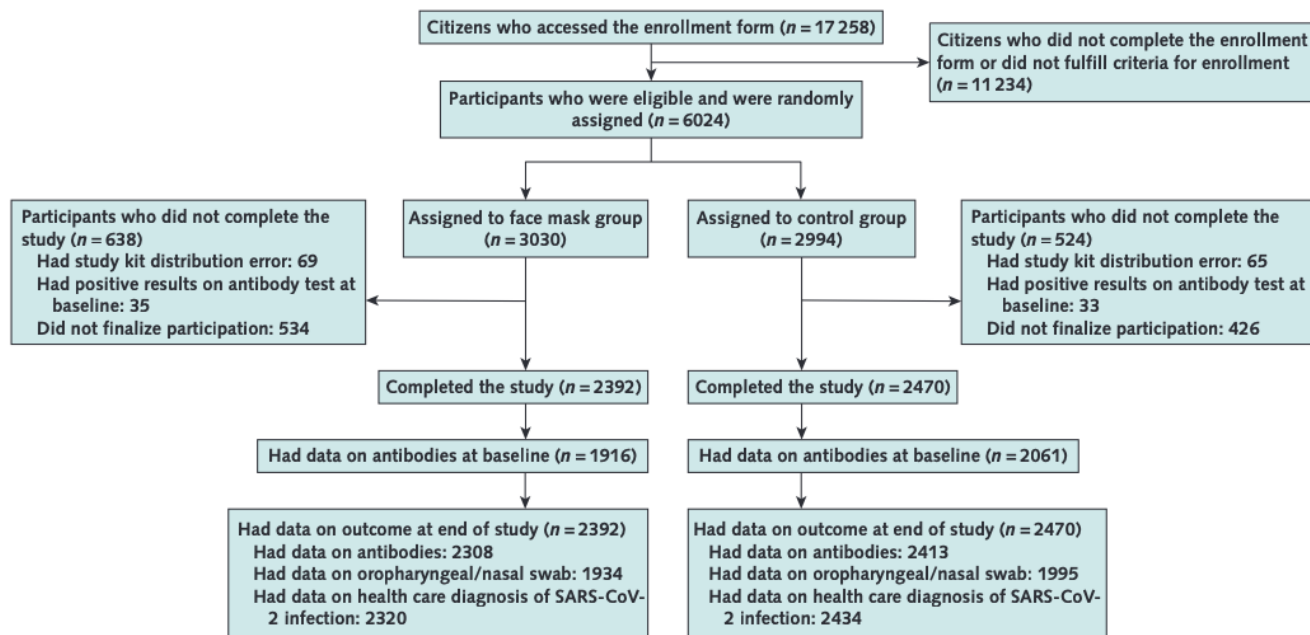 Citizens who accessed the enrollment form (n = 17 258)
Citizens who did not complete the enrollment
form or did not fulfill criteria for enrollment
(n = 11 234)
Participants who were eligible and were randomly
assigned (n = 6024)
Participants who did not complete the
study (n = 638)
Had study kit distribution error: 69
Had positive results on antibody test at
baseline: 35
Did not finalize participation: 534
Assigned to face mask group
(n = 3030)
Assigned to control group
(n = 2994)
Participants who did not complete the
study (n = 524)
Had study kit distribution error: 65
Had positive results on antibody test at
baseline: 33
Did not finalize participation: 426
Completed the study (n = 2392)
Completed the study (n = 2470)
Had data on antibodies at baseline (n = 1916)
Had data on antibodies at baseline (n = 2061)
Had data on outcome at end of study (n = 2392)
Had data on antibodies: 2308
Had data on oropharyngeal/nasal swab: 1934
Had data on health care diagnosis of SARS-CoV-
2 infection: 2320
Had data on outcome at end of study (n = 2470)
Had data on antibodies: 2413
Had data on oropharyngeal/nasal swab: 1995
Had data on health care diagnosis of SARS-CoV-
2 infection: 2434